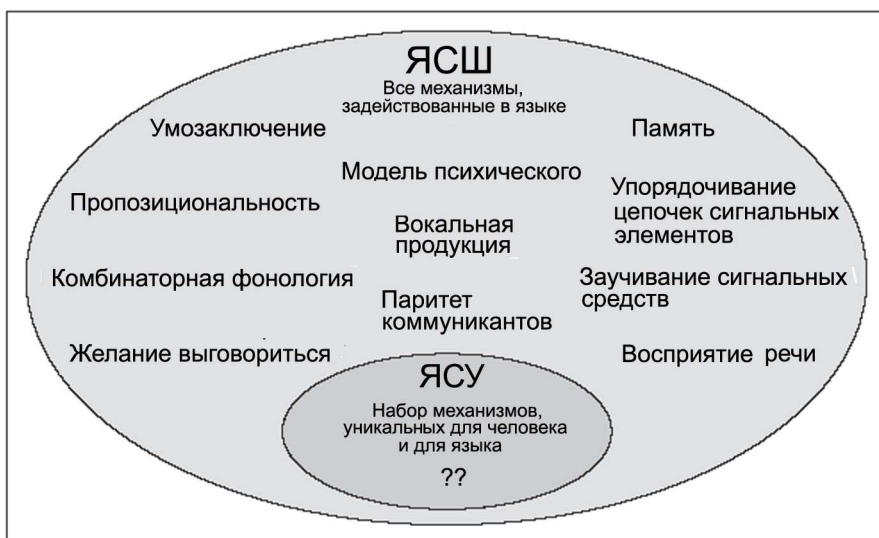 ЯСШ
Все механизмы,
задействованные в языке
Умозаключение
Память
Модель психического
Пропозициональность
Упорядочивание
цепочек сигнальных
элементов
Вокальная
продукция
Комбинаторная фонология
Заучивание сигнальных
средств
Паритет
коммуникантов
Желание выговориться
Восприятие речи
ЯСУ
Набор механизмов,
уникальных для человека
и для языка
??